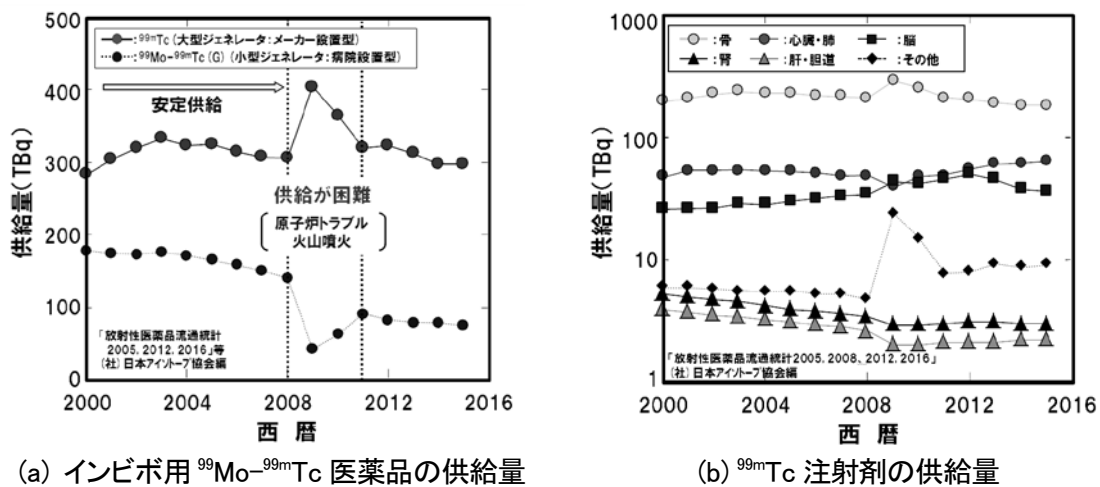 500
400
300
200
100
0
供給量(TBq)
:⁹⁹ᵐTc(大型ジェネレータ:メーカー設置型)
:⁹⁹Mo-⁹⁹ᵐTc(G)(小型ジェネレータ:病院設置型)
安定供給
供給が困難
原子炉トラブル
火山噴火
「放射性医薬品流通統計
2005,2012,2016」等
(社)日本アイソトープ協会編
2000 2004 2008 2012 2016
西 暦
(a) インビボ用 ⁹⁹Mo-⁹⁹ᵐTc 医薬品の供給量
1000
100
10
1
供給量(TBq)
:骨 :心臓・肺 :脳
:腎 :肝・胆道 :その他
「放射性医薬品流通統計2005,2008,2012,2016」
(社)日本アイソトープ協会編
2000 2004 2008 2012 2016
西 暦
(b) ⁹⁹ᵐTc 注射剤の供給量